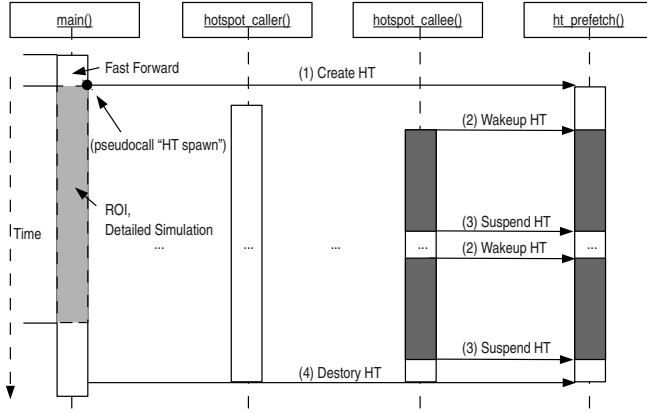 main()
hotspot_caller()
hotspot_callee()
ht_prefetch()
Fast Forward
(1) Create HT
(pseudocall “HT spawn”)
(2) Wakeup HT
ROI,
Detailed Simulation
Time
(3) Suspend HT
... ... ... ... ...
(2) Wakeup HT
(3) Suspend HT
(4) Destory HT